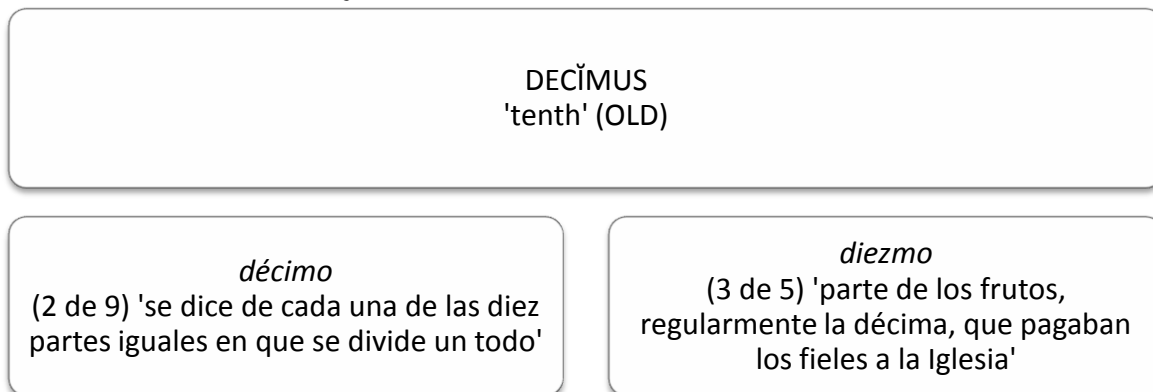 DECĬMUS
'tenth' (OLD)
décimo
(2 de 9) 'se dice de cada una de las diez
partes iguales en que se divide un todo'
diezmo
(3 de 5) 'parte de los frutos,
regularmente la décima, que pagaban
los fieles a la Iglesia'